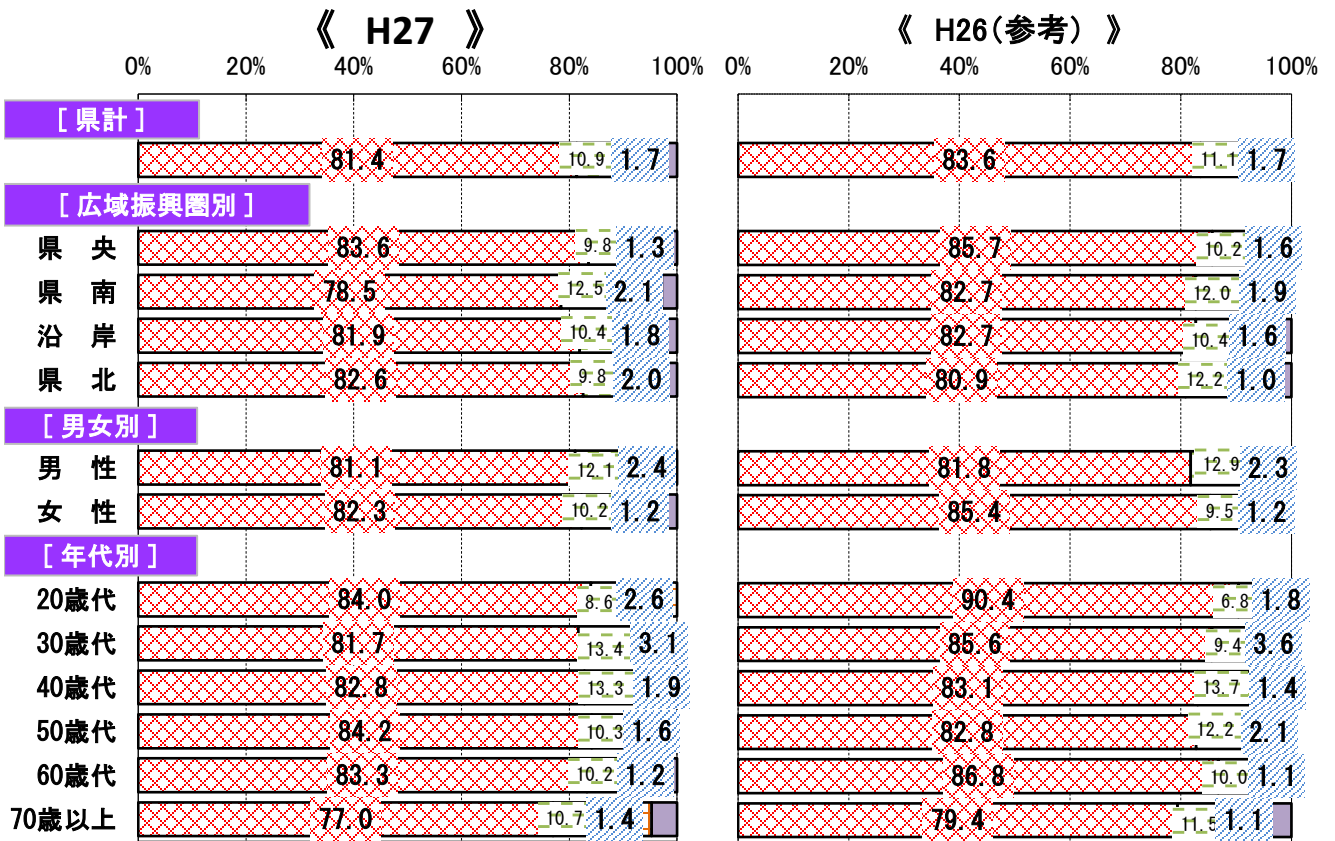 《 H27 》 《 H26(参考) 》
0% 20% 40% 60% 80% 100% 0% 20% 40% 60% 80% 100%
[ 県計 ]
81.4 10.9 1.7 83.6 11.1 1.7
[ 広域振興圏別 ]
県 央 83.6 9.8 1.3 85.7 10.2 1.6
県 南 78.5 12.5 2.1 82.7 12.0 1.9
沿 岸 81.9 10.4 1.8 82.7 10.4 1.6
県 北 82.6 9.8 2.0 80.9 12.2 1.0
[ 男女別 ]
男 性 81.1 12.1 2.4 81.8 12.9 2.3
女 性 82.3 10.2 1.2 85.4 9.5 1.2
[ 年代別 ]
20歳代 84.0 8.6 2.6 90.4 6.8 1.8
30歳代 81.7 13.4 3.1 85.6 9.4 3.6
40歳代 82.8 13.3 1.9 83.1 13.7 1.4
50歳代 84.2 10.3 1.6 82.8 12.2 2.1
60歳代 83.3 10.2 1.2 86.8 10.0 1.1
70歳以上 77.0 10.7 1.4 79.4 11.5 1.1